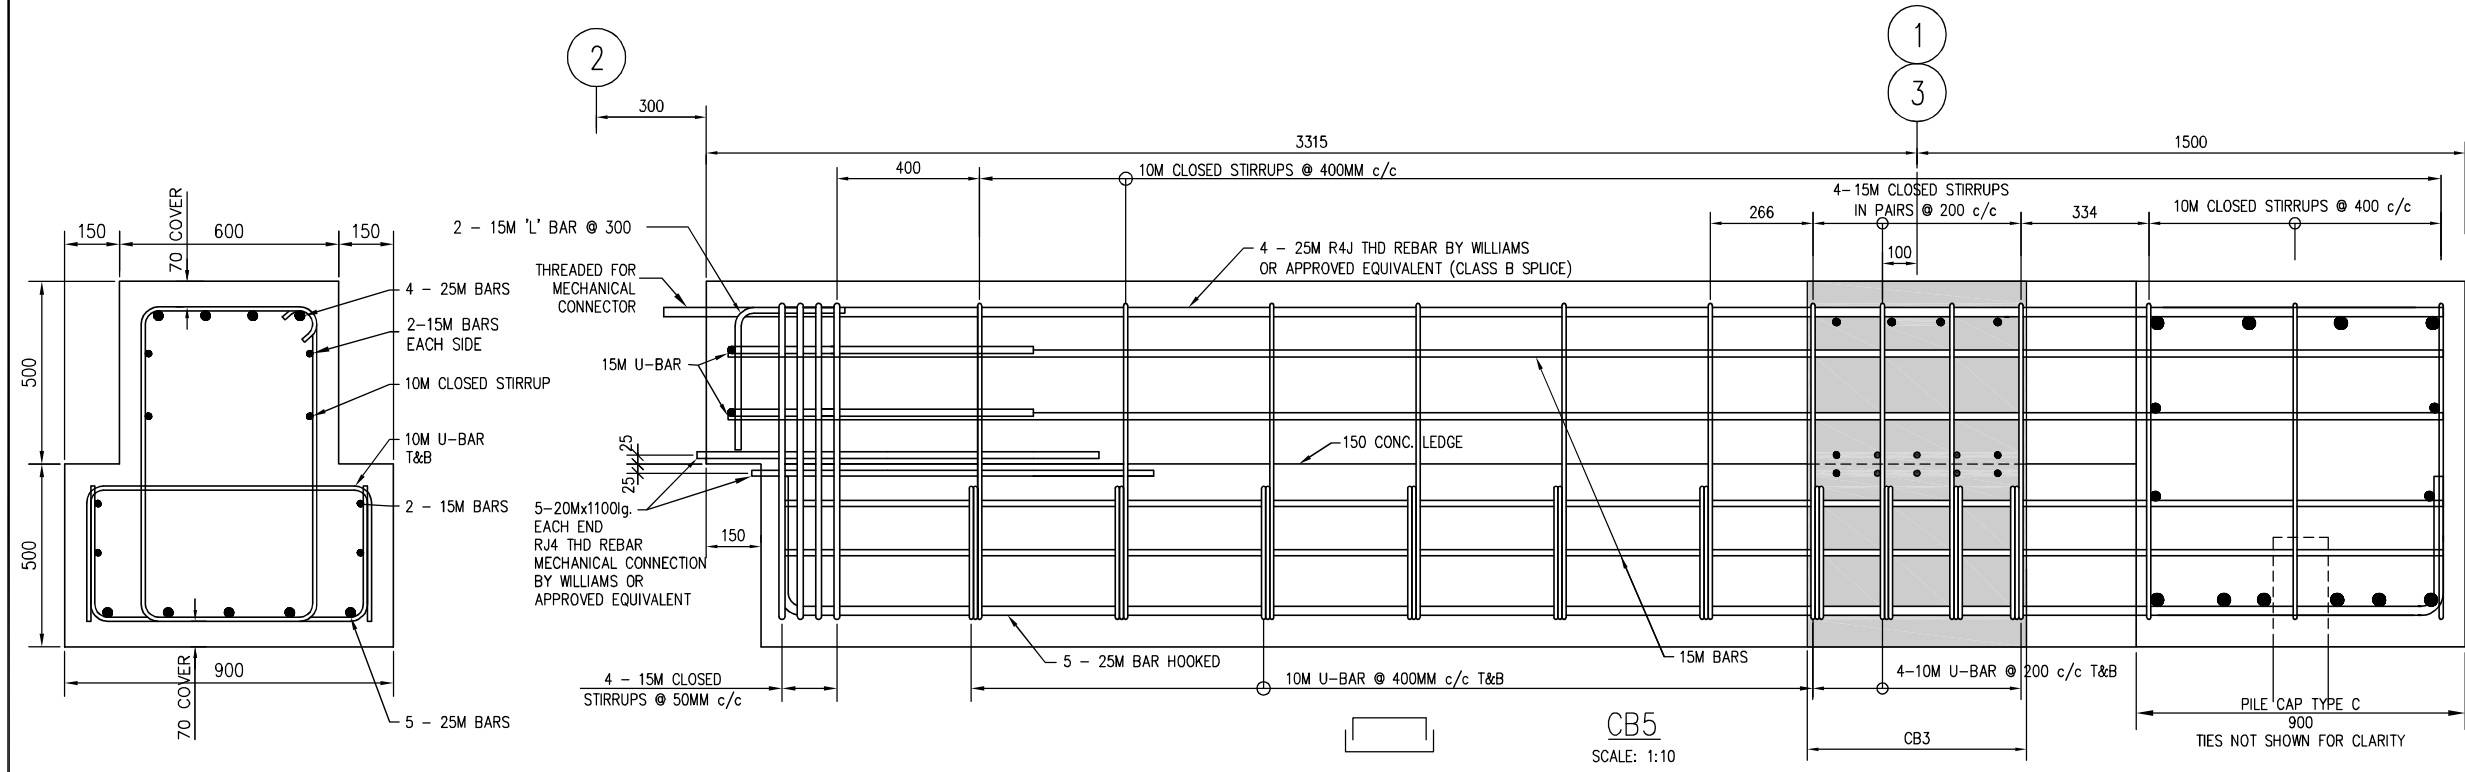 150
600
150
70 COVER
500
500
4 - 25M BARS
2-15M BARS
EACH SIDE
10M CLOSED STIRRUP
10M U-BAR
T&B
2 - 15M BARS
900
70 COVER
5 - 25M BARS
2
300
1
3
3315
1500
400
10M CLOSED STIRRUPS @ 400MM c/c
4-15M CLOSED STIRRUPS
IN PAIRS @ 200 c/c
266
334
10M CLOSED STIRRUPS @ 400 c/c
100
2 - 15M 'L' BAR @ 300
THREADED FOR
MECHANICAL
CONNECTOR
4 - 25M R4J THD REBAR BY WILLIAMS
OR APPROVED EQUIVALENT (CLASS B SPLICE)
15M U-BAR
25
25
150 CONC. LEDGE
5-20Mx1100lg.
EACH END
RJ4 THD REBAR
MECHANICAL CONNECTION
BY WILLIAMS OR
APPROVED EQUIVALENT
150
5 - 25M BAR HOOKED
15M BARS
4 - 15M CLOSED
STIRRUPS @ 50MM c/c
10M U-BAR @ 400MM c/c T&B
4-10M U-BAR @ 200 c/c T&B
PILE CAP TYPE C
900
TIES NOT SHOWN FOR CLARITY
CB3
CB5
SCALE: 1:10